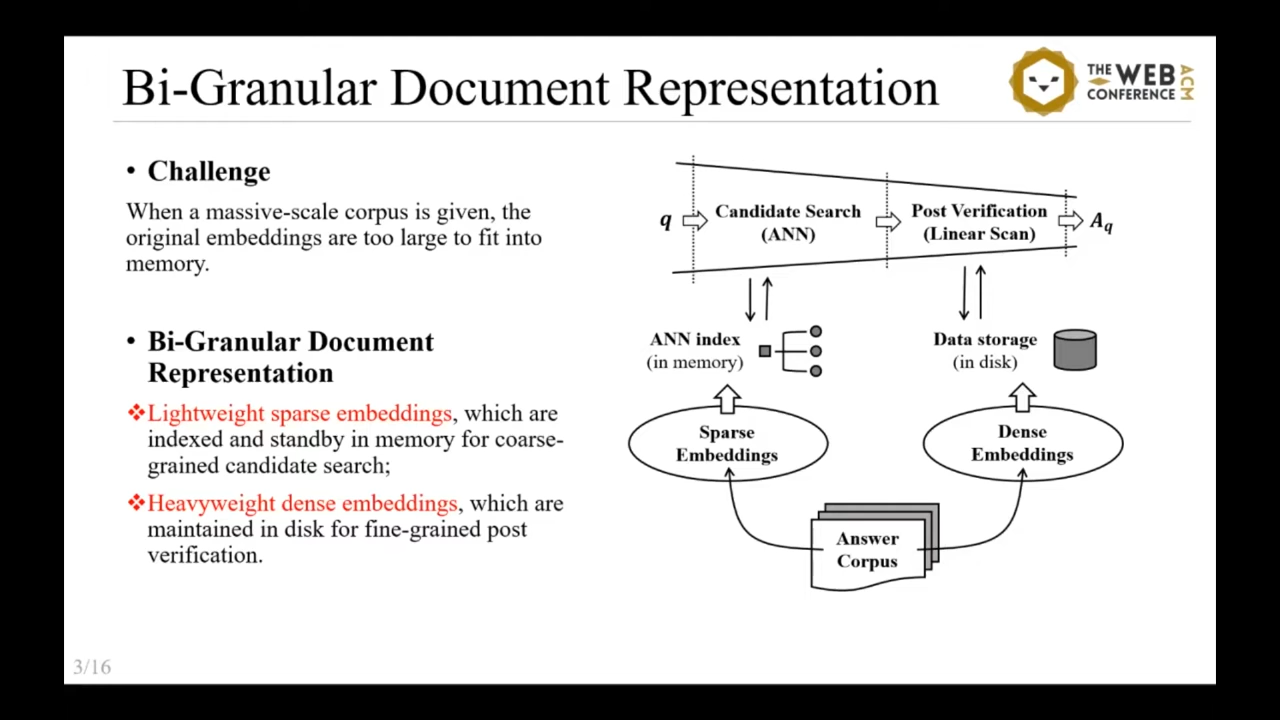 Bi-Granular Document Representation
THE WEB CONFERENCE ACM
• Challenge
When a massive-scale corpus is given, the
original embeddings are too large to fit into
memory.
• Bi-Granular Document
Representation
❖Lightweight sparse embeddings, which are
indexed and standby in memory for coarse-
grained candidate search;
❖Heavyweight dense embeddings, which are
maintained in disk for fine-grained post
verification.
q
Candidate Search
(ANN)
Post Verification
(Linear Scan)
A_q
ANN index
(in memory)
Data storage
(in disk)
Sparse
Embeddings
Dense
Embeddings
Answer
Corpus
3/16